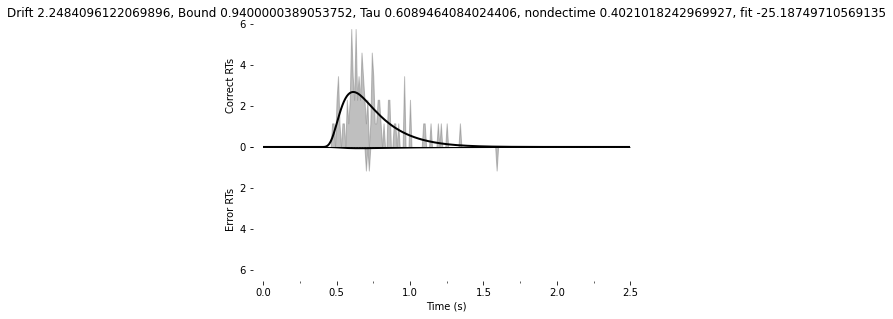 Drift 2.2484096122069896, Bound 0.9400000389053752, Tau 0.6089464084024406, nondectime 0.4021018242969927, fit -25.18749710569135
6
4
2
0
2
4
6
Correct RTs
Error RTs
0.0 0.5 1.0 1.5 2.0 2.5
Time (s)